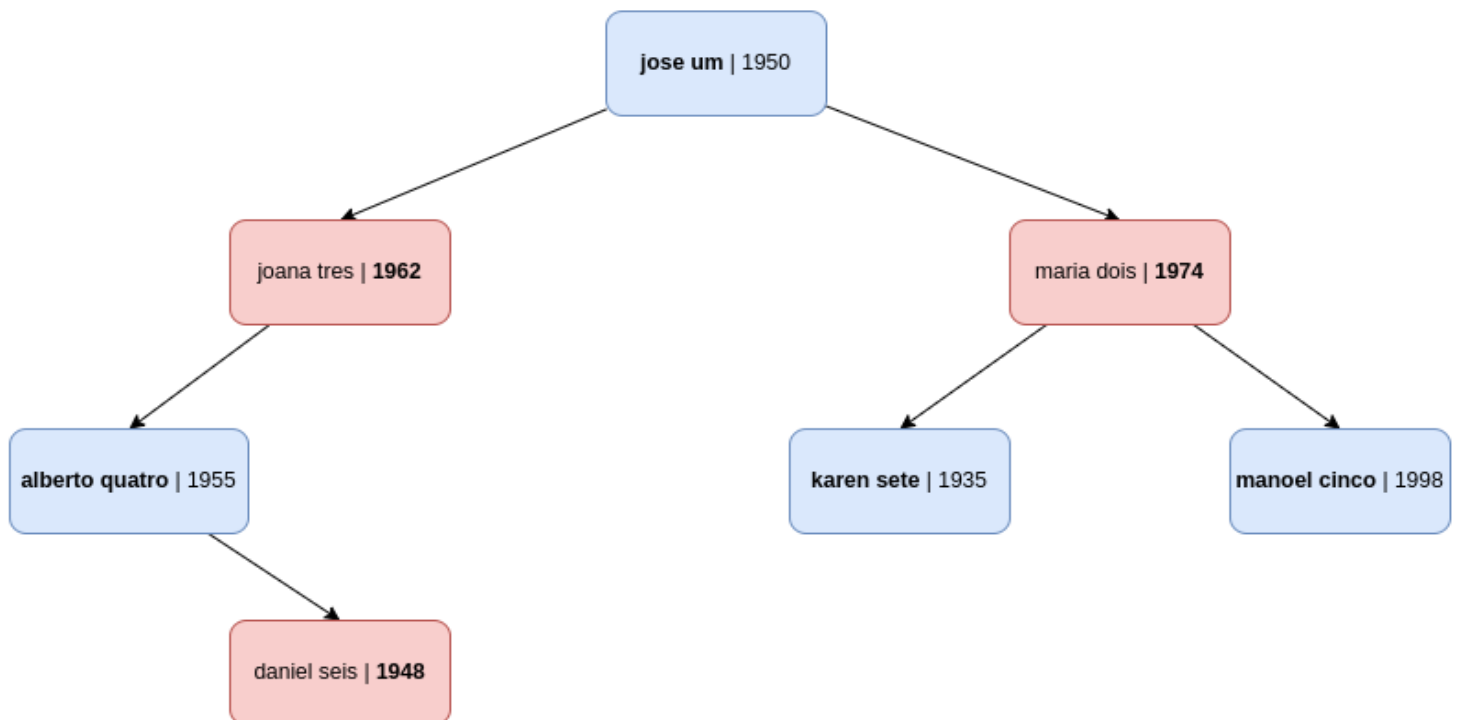 jose um | 1950
joana tres | 1962
maria dois | 1974
alberto quatro | 1955
karen sete | 1935
manoel cinco | 1998
daniel seis | 1948